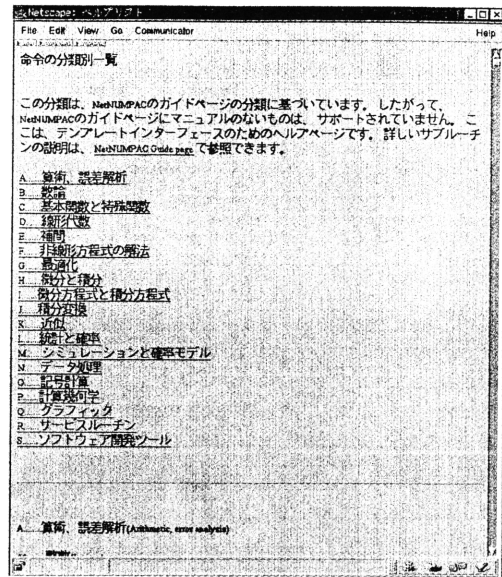 Netscape: ヘルプリスト
File Edit View Go Communicator Help
命令の分類別一覧
この分類は、NetNUMPACのガイドページの分類に基づいています。 したがって、
NetNUMPACのガイドページにマニュアルのないものは、サポートされていません。 こ
こは、テンプレートインターフェースのためのヘルプページです。 詳しいサブルーチ
ンの説明は、NetNUMPAC Guide page で参照できます。
A. 算術、誤差解析
B. 数論
C. 基本関数と特殊関数
D. 線形代数
E. 補間
F. 非線形方程式の解法
G. 最適化
H. 微分と積分
I. 微分方程式と積分方程式
J. 積分変換
K. 近似
L. 統計と確率
M. シミュレーションと確率モデル
N. データ処理
O. 記号計算
P. 計算幾何学
Q. グラフィック
R. サービスルーチン
S. ソフトウェア開発ツール
A. 算術、誤差解析(Arithmetic, error analysis)